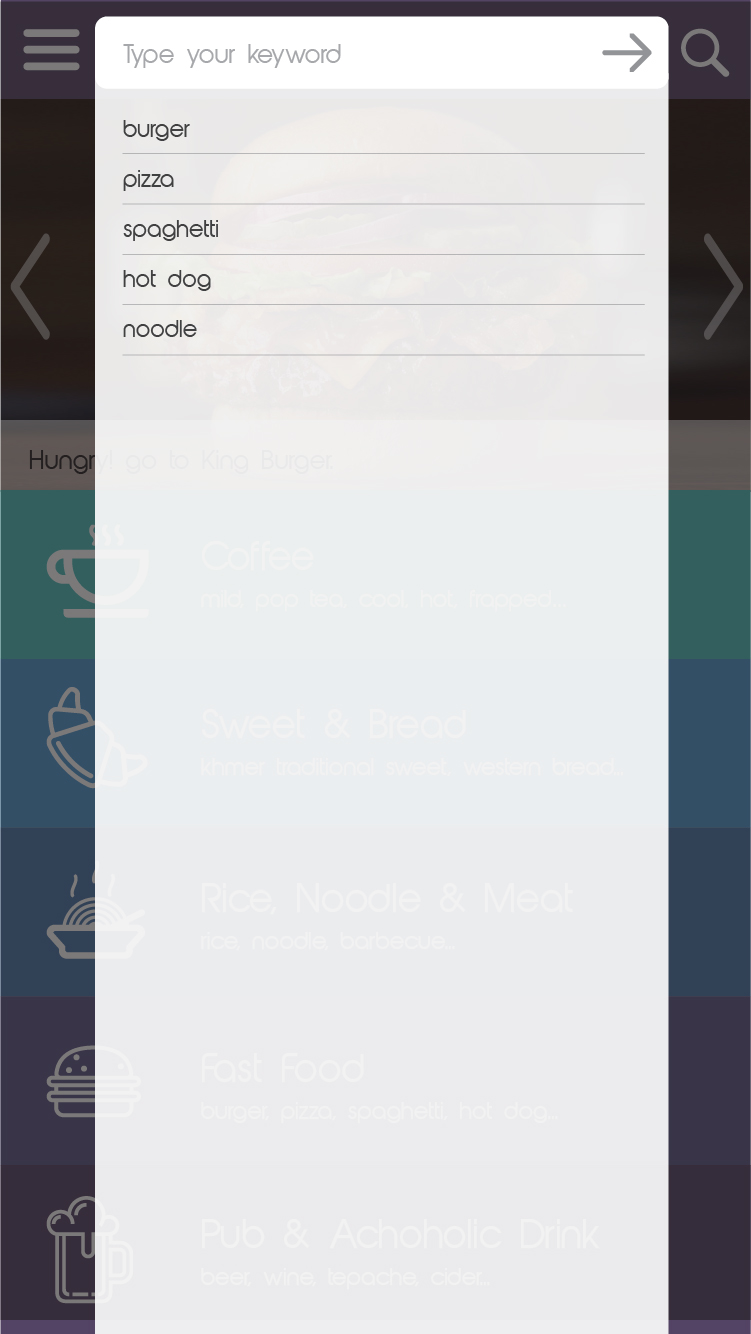 Type your keyword
burger
pizza
spaghetti
hot dog
noodle
Hungry! go to King Burger.
Coffee
milk, pop tea, cool, hot, frapped...
Sweet & Bread
khmer traditional sweet, western bread...
Rice, Noodle & Meat
rice, noodle, barbecue...
Fast Food
burger, pizza, spaghetti, hot dog...
Pub & Achoholic Drink
beer, wine, tepache, cider...